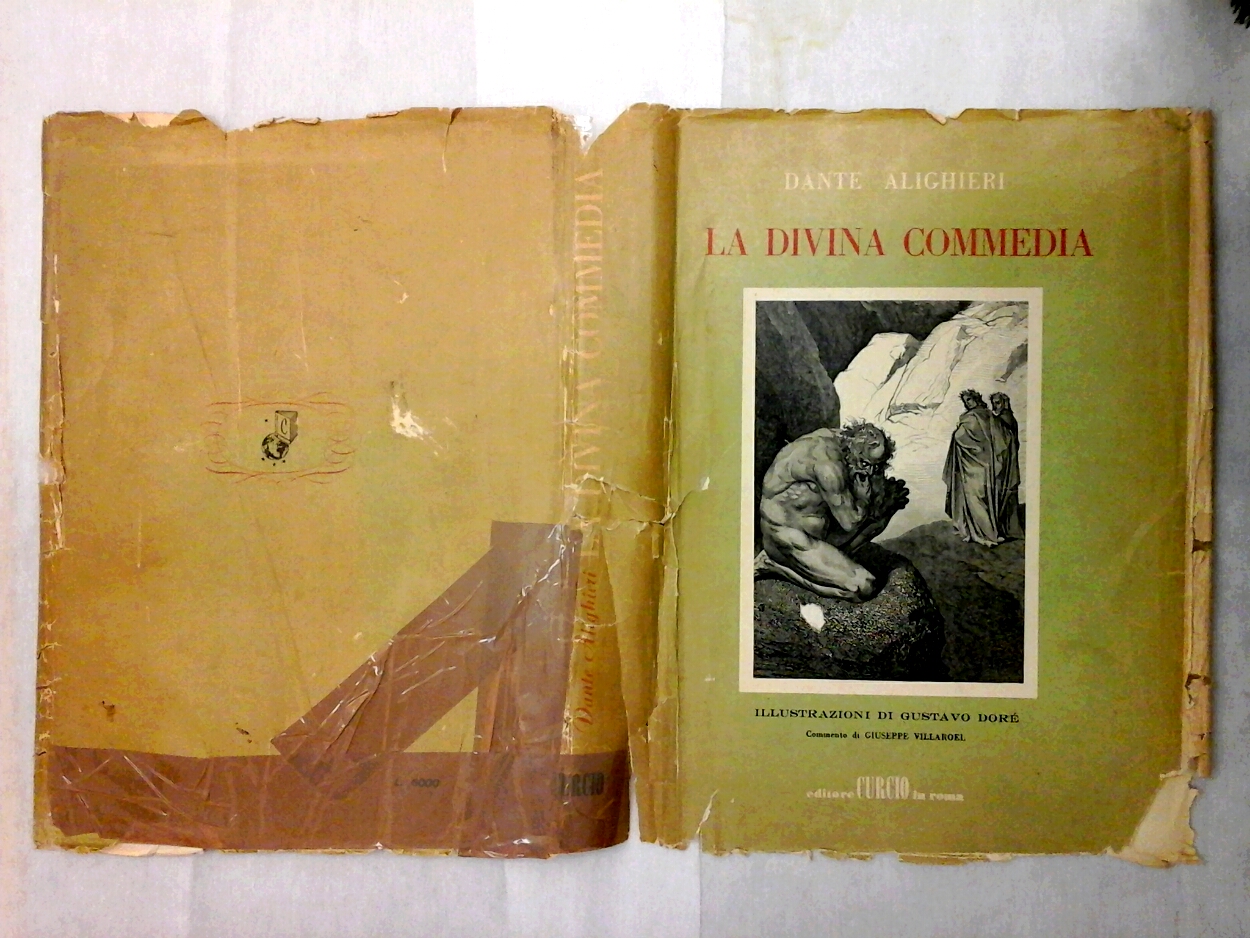 DANTE ALIGHIERI
LA DIVINA COMMEDIA
ILLUSTRAZIONI DI GUSTAVO DORÉ
Commento di GIUSEPPE VILLAROEL
editore CURCIO in roma
Dante Alighieri
DIVINA COMMEDIA
CURCIO
L. 6000